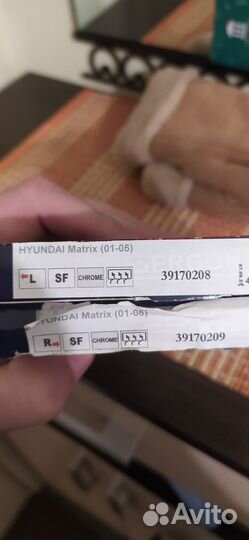 HYUNDAI Matrix (01-05)
L SF CHROME 39170208
HYUNDAI Matrix (01-05)
R SF CHROME 39170209
Avito